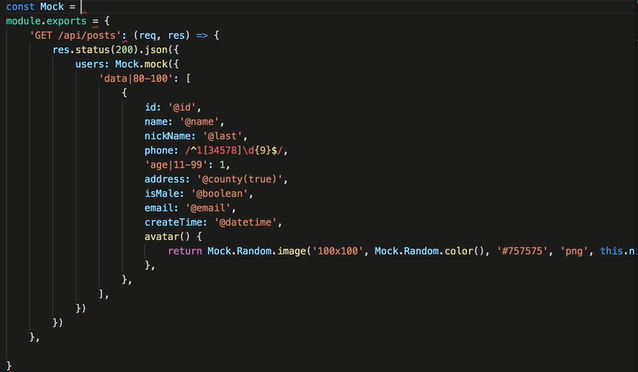 const Mock =
module.exports = {
'GET /api/posts': (req, res) => {
res.status(200).json({
users: Mock.mock({
'data|80-100': [
{
id: '@id',
name: '@name',
nickName: '@last',
phone: /^1[34578]\d{9}$/,
'age|11-99': 1,
address: '@county(true)',
isMale: '@boolean',
email: '@email',
createTime: '@datetime',
avatar() {
return Mock.Random.image('100x100', Mock.Random.color(), '#757575', 'png', this.ni
},
},
],
})
})
},
}